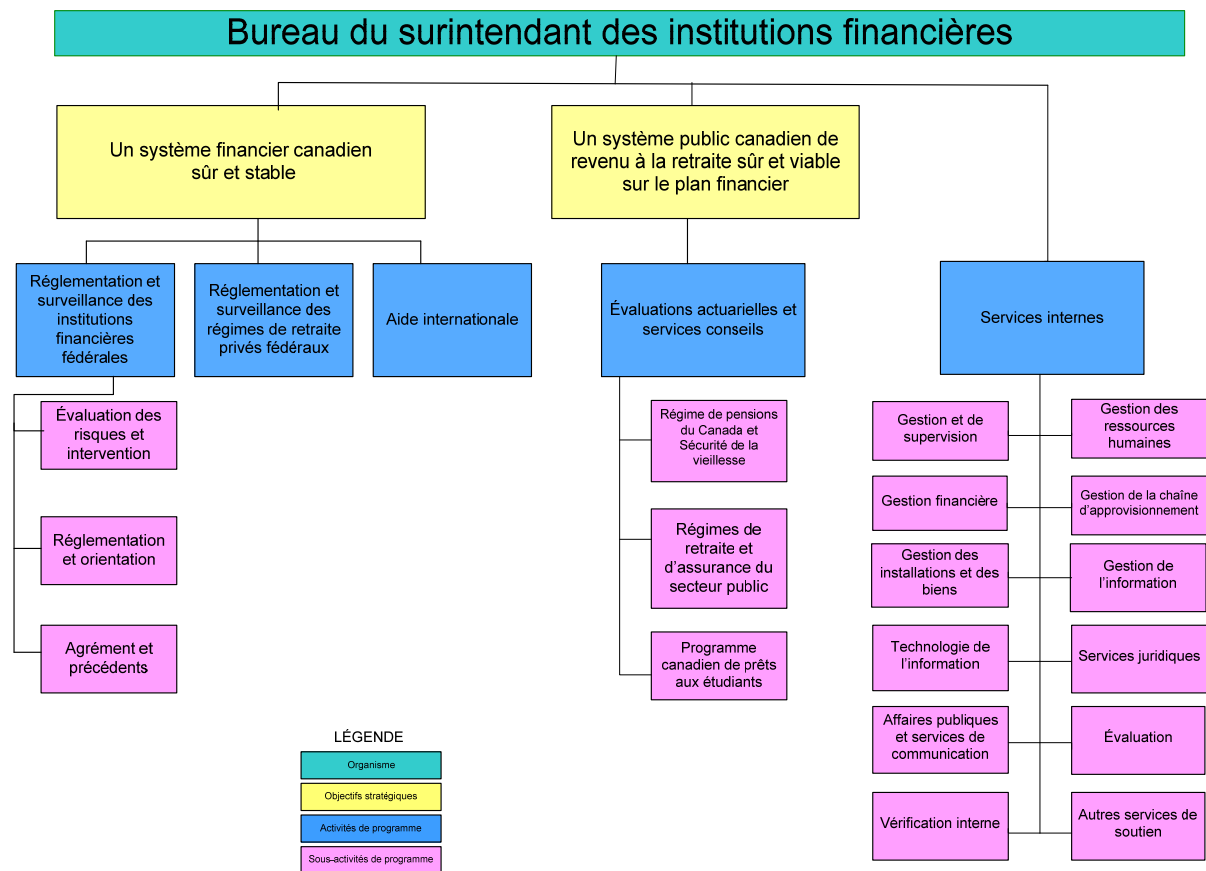 Bureau du surintendant des institutions financières
Un système financier canadien
sûr et stable
Un système public canadien de
revenu à la retraite sûr et viable
sur le plan financier
Réglementation et
surveillance des
institutions
financières
fédérales
Réglementation et
surveillance des
régimes de retraite
privés fédéraux
Aide internationale
Évaluations actuarielles et
services conseils
Services internes
Évaluation des
risques et
intervention
Réglementation
et orientation
Agrément et
précédents
Régime de pensions
du Canada et
Sécurité de la
vieillesse
Régimes de
retraite et
d'assurance du
secteur public
Programme
canadien de prêts
aux étudiants
Gestion et de
supervision
Gestion des
ressources
humaines
Gestion financière
Gestion de la chaîne
d'approvisionnement
Gestion des
installations et des
biens
Gestion de
l'information
Technologie de
l'information
Services juridiques
Affaires publiques
et services de
communication
Évaluation
Vérification interne
Autres services de
soutien
LÉGENDE
Organisme
Objectifs stratégiques
Activités de programme
Sous-activités de programme